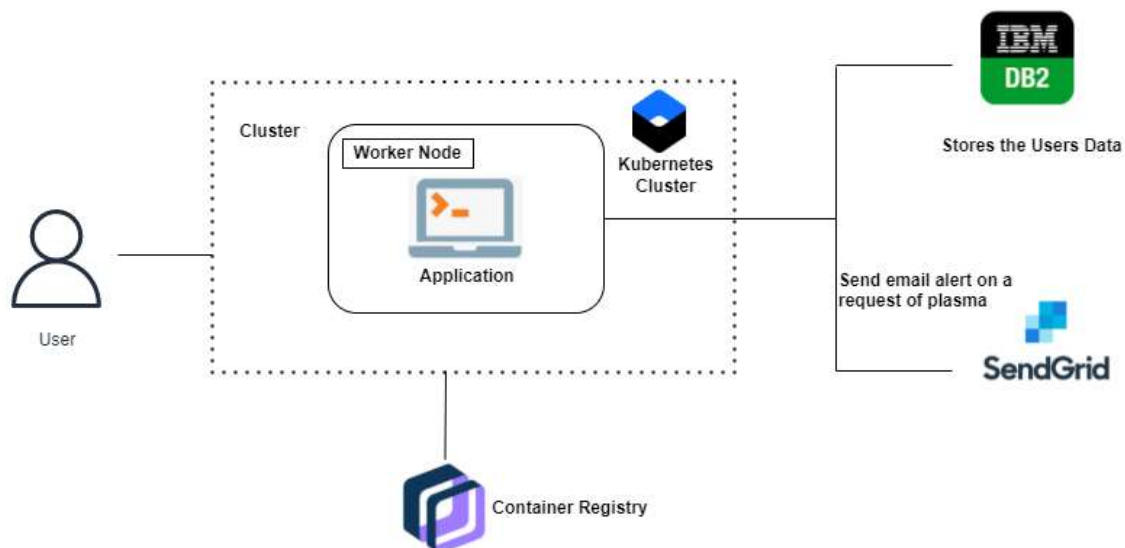 IBM
DB2
Stores the Users Data
Cluster
Worker Node
Kubernetes
Cluster
Application
User
Send email alert on a
request of plasma
SendGrid
Container Registry